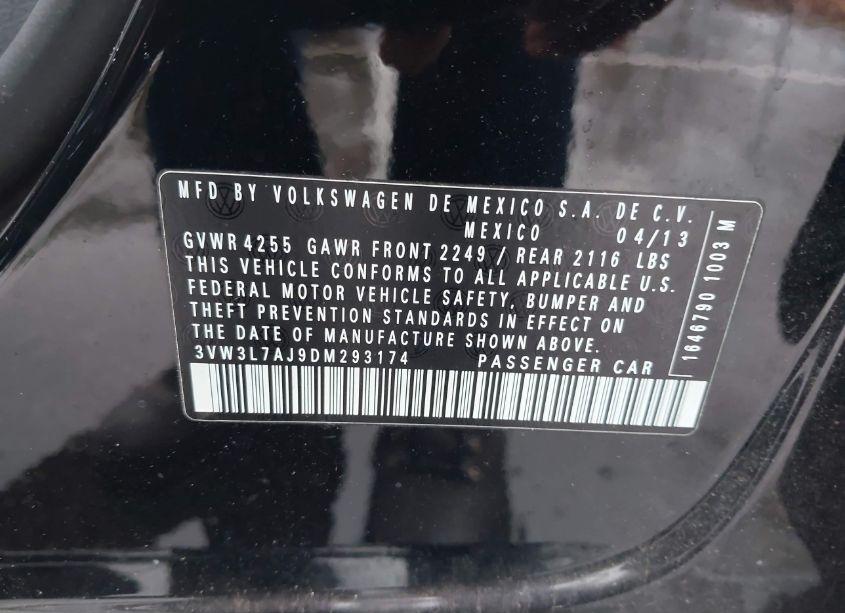 MFD BY VOLKSWAGEN DE MEXICO S.A. DE C.V.
MEXICO 04/13
GVWR 4255 GAWR FRONT 2249 / REAR 2116 LBS
THIS VEHICLE CONFORMS TO ALL APPLICABLE U.S.
FEDERAL MOTOR VEHICLE SAFETY, BUMPER AND
THEFT PREVENTION STANDARDS IN EFFECT ON
THE DATE OF MANUFACTURE SHOWN ABOVE.
3VW3L7AJ9DM293174 PASSENGER CAR
1646790 1003 M